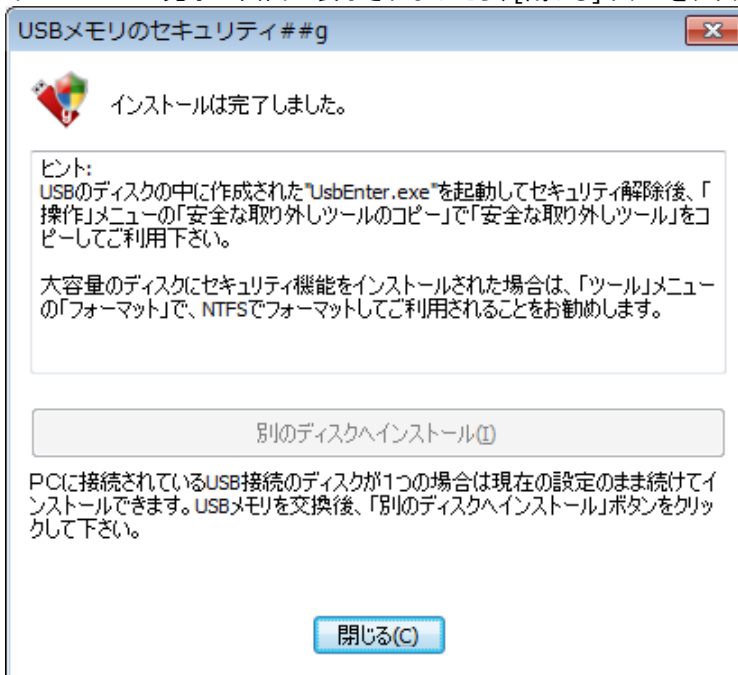 USBメモリのセキュリティ##g
インストールは完了しました。
ヒント:
USBのディスクの中に作成された"UsbEnter.exe"を起動してセキュリティ解除後、「
操作」メニューの「安全な取り外しツールのコピー」で「安全な取り外しツール」をコ
ピーしてご利用下さい。
大容量のディスクにセキュリティ機能をインストールされた場合は、「ツール」メニュー
の「フォーマット」で、NTFSでフォーマットしてご利用されることをお勧めします。
別のディスクへインストール(I)
PCに接続されているUSB接続のディスクが1つの場合は現在の設定のまま続けてイ
ンストールできます。USBメモリを交換後、「別のディスクへインストール」ボタンをクリッ
クして下さい。
閉じる(C)